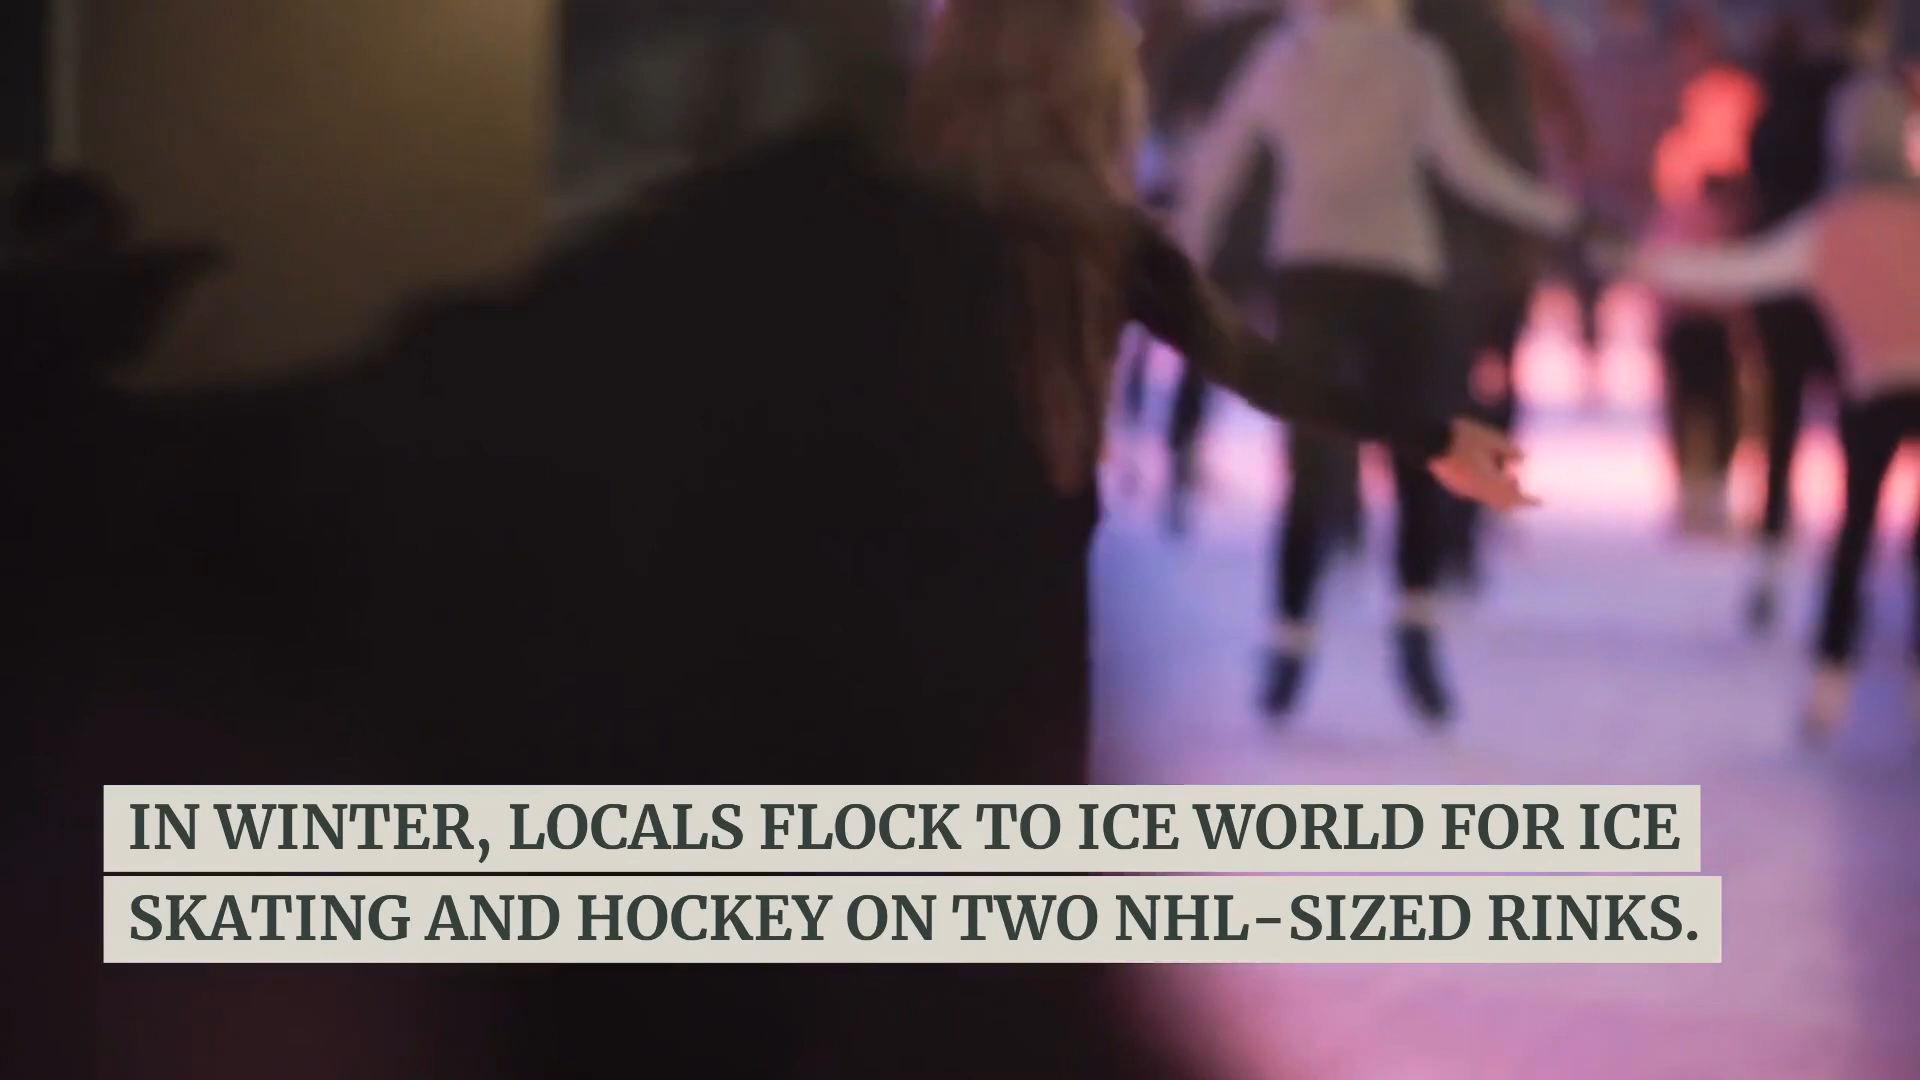 IN WINTER, LOCALS FLOCK TO ICE WORLD FOR ICE
SKATING AND HOCKEY ON TWO NHL-SIZED RINKS.